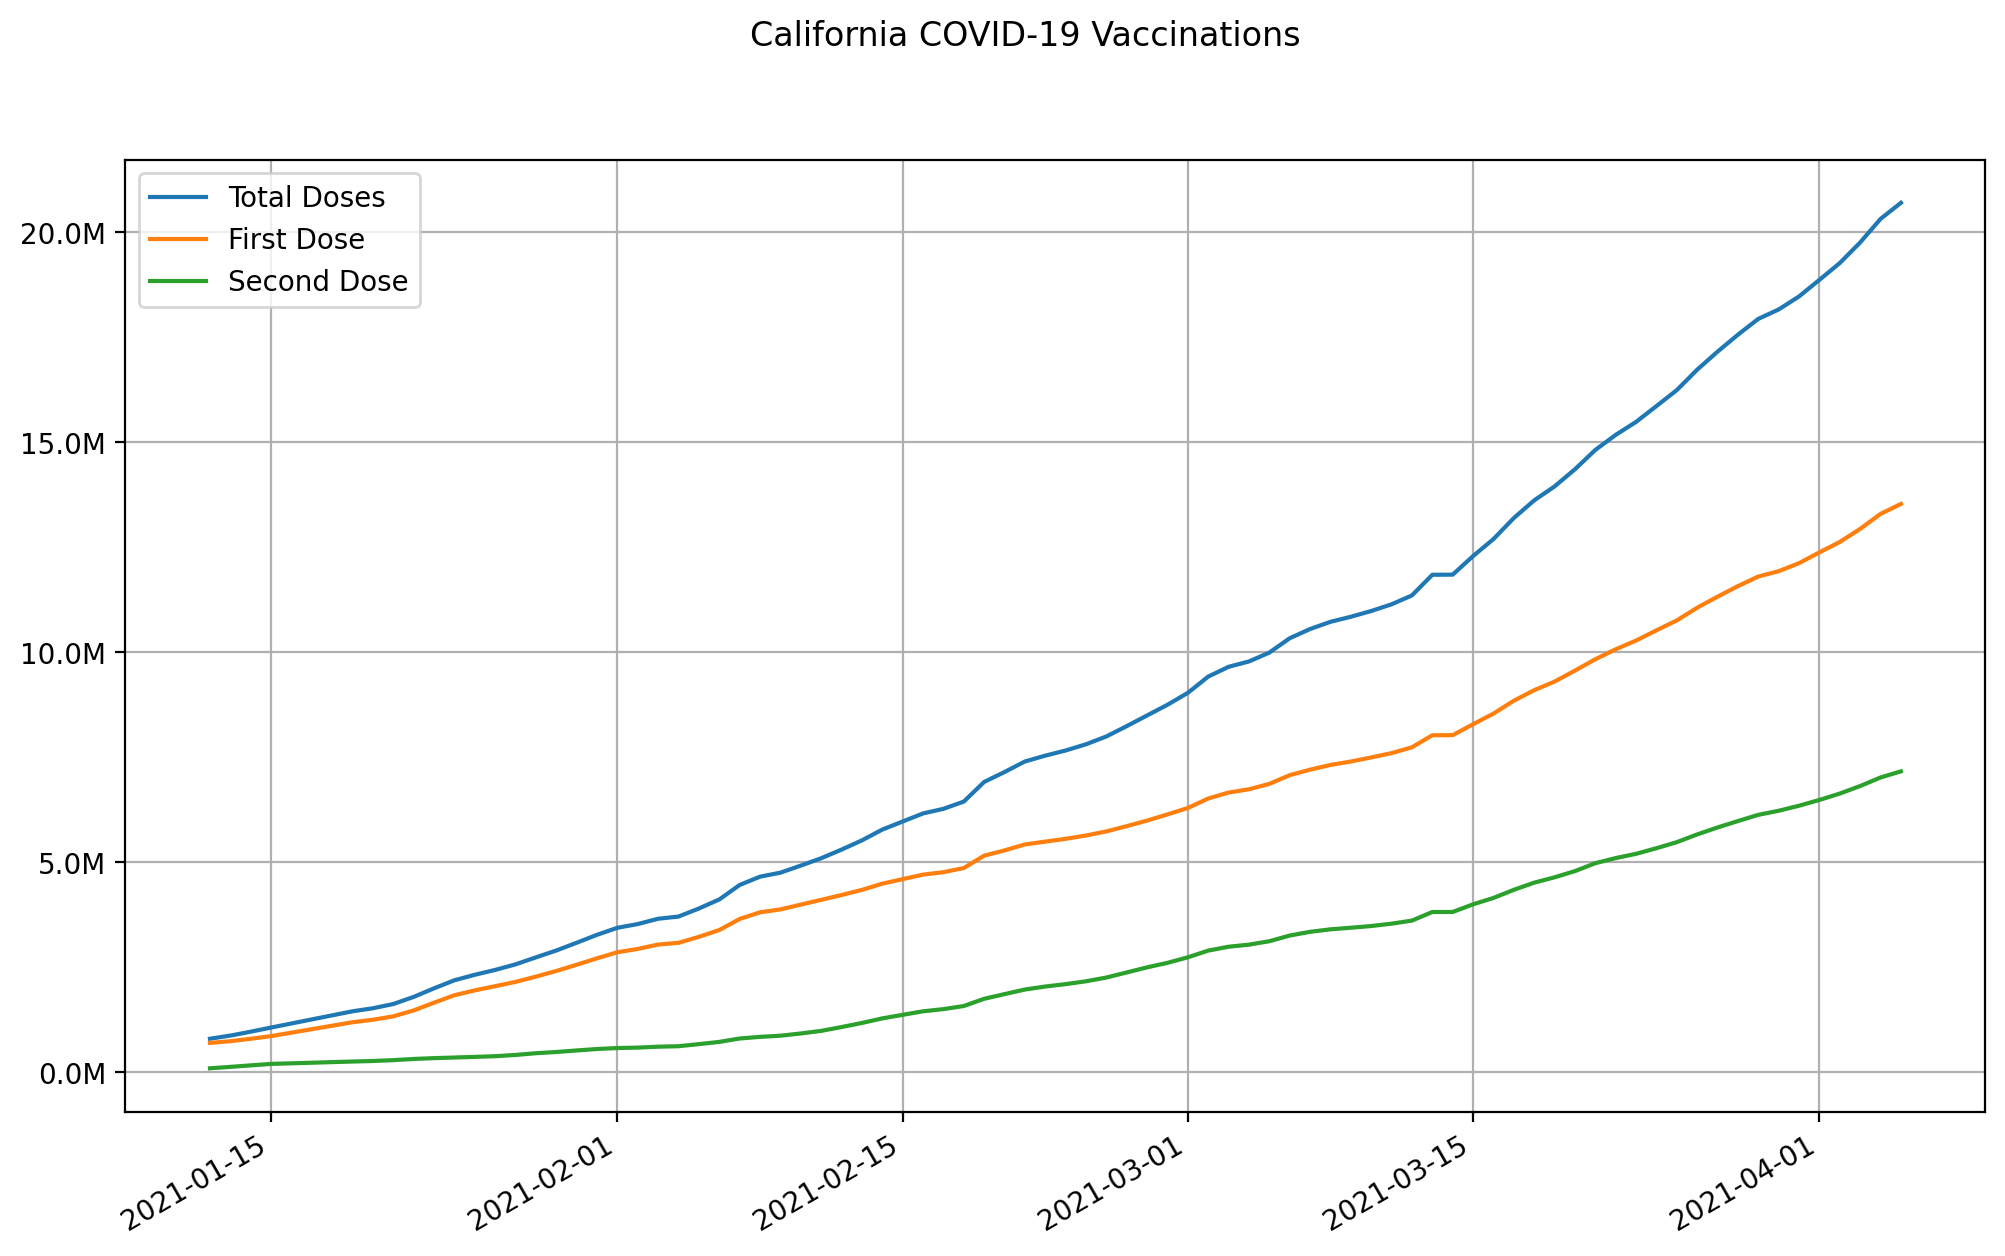 California COVID-19 Vaccinations
Total Doses
First Dose
Second Dose
20.0M
15.0M
10.0M
5.0M
0.0M
2021-01-15
2021-02-01
2021-02-15
2021-03-01
2021-03-15
2021-04-01